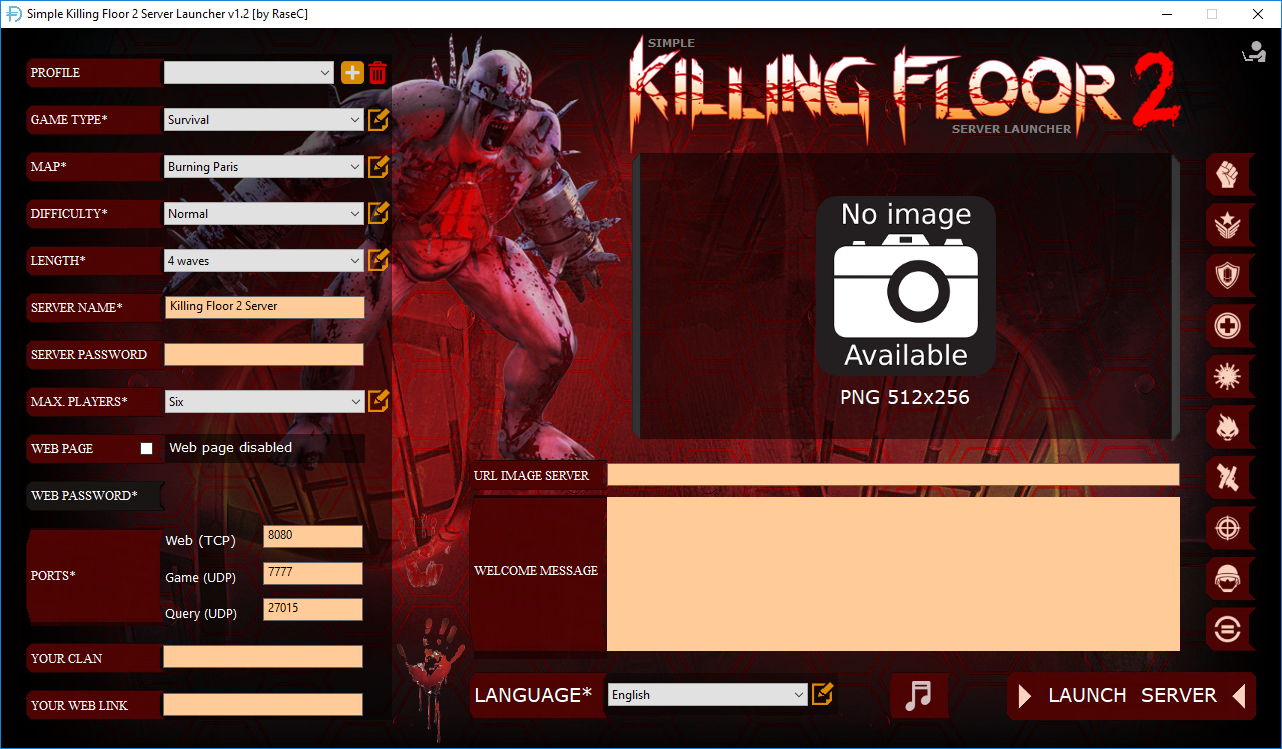 Simple Killing Floor 2 Server Launcher v1.2 [by RaseC]
SIMPLE
KILLING FLOOR 2
SERVER LAUNCHER
PROFILE
GAME TYPE*
Survival
MAP*
Burning Paris
DIFFICULTY*
Normal
LENGTH*
4 waves
SERVER NAME*
Killing Floor 2 Server
SERVER PASSWORD
MAX. PLAYERS*
Six
WEB PAGE
Web page disabled
WEB PASSWORD*
PORTS*
Web (TCP)
8080
Game (UDP)
7777
Query (UDP)
27015
YOUR CLAN
YOUR WEB LINK
No image
Available
PNG 512x256
URL IMAGE SERVER
WELCOME MESSAGE
LANGUAGE*
English
LAUNCH SERVER